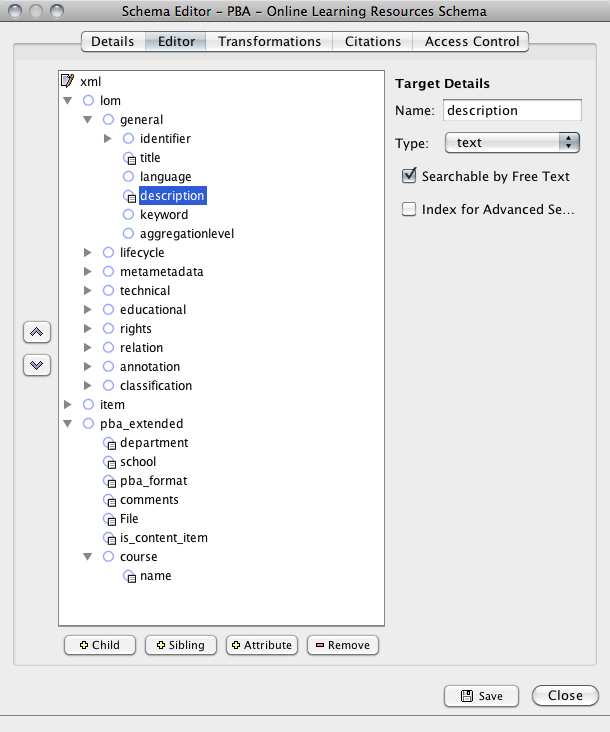 Schema Editor - PBA - Online Learning Resources Schema
Details Editor Transformations Citations Access Control
xml
lom
general
identifier
title
language
description
keyword
aggregationlevel
lifecycle
metametadata
technical
educational
rights
relation
annotation
classification
item
pba_extended
department
school
pba_format
comments
File
is_content_item
course
name
Target Details
Name: description
Type: text
Searchable by Free Text
Index for Advanced Se...
Child Sibling Attribute Remove
Save Close